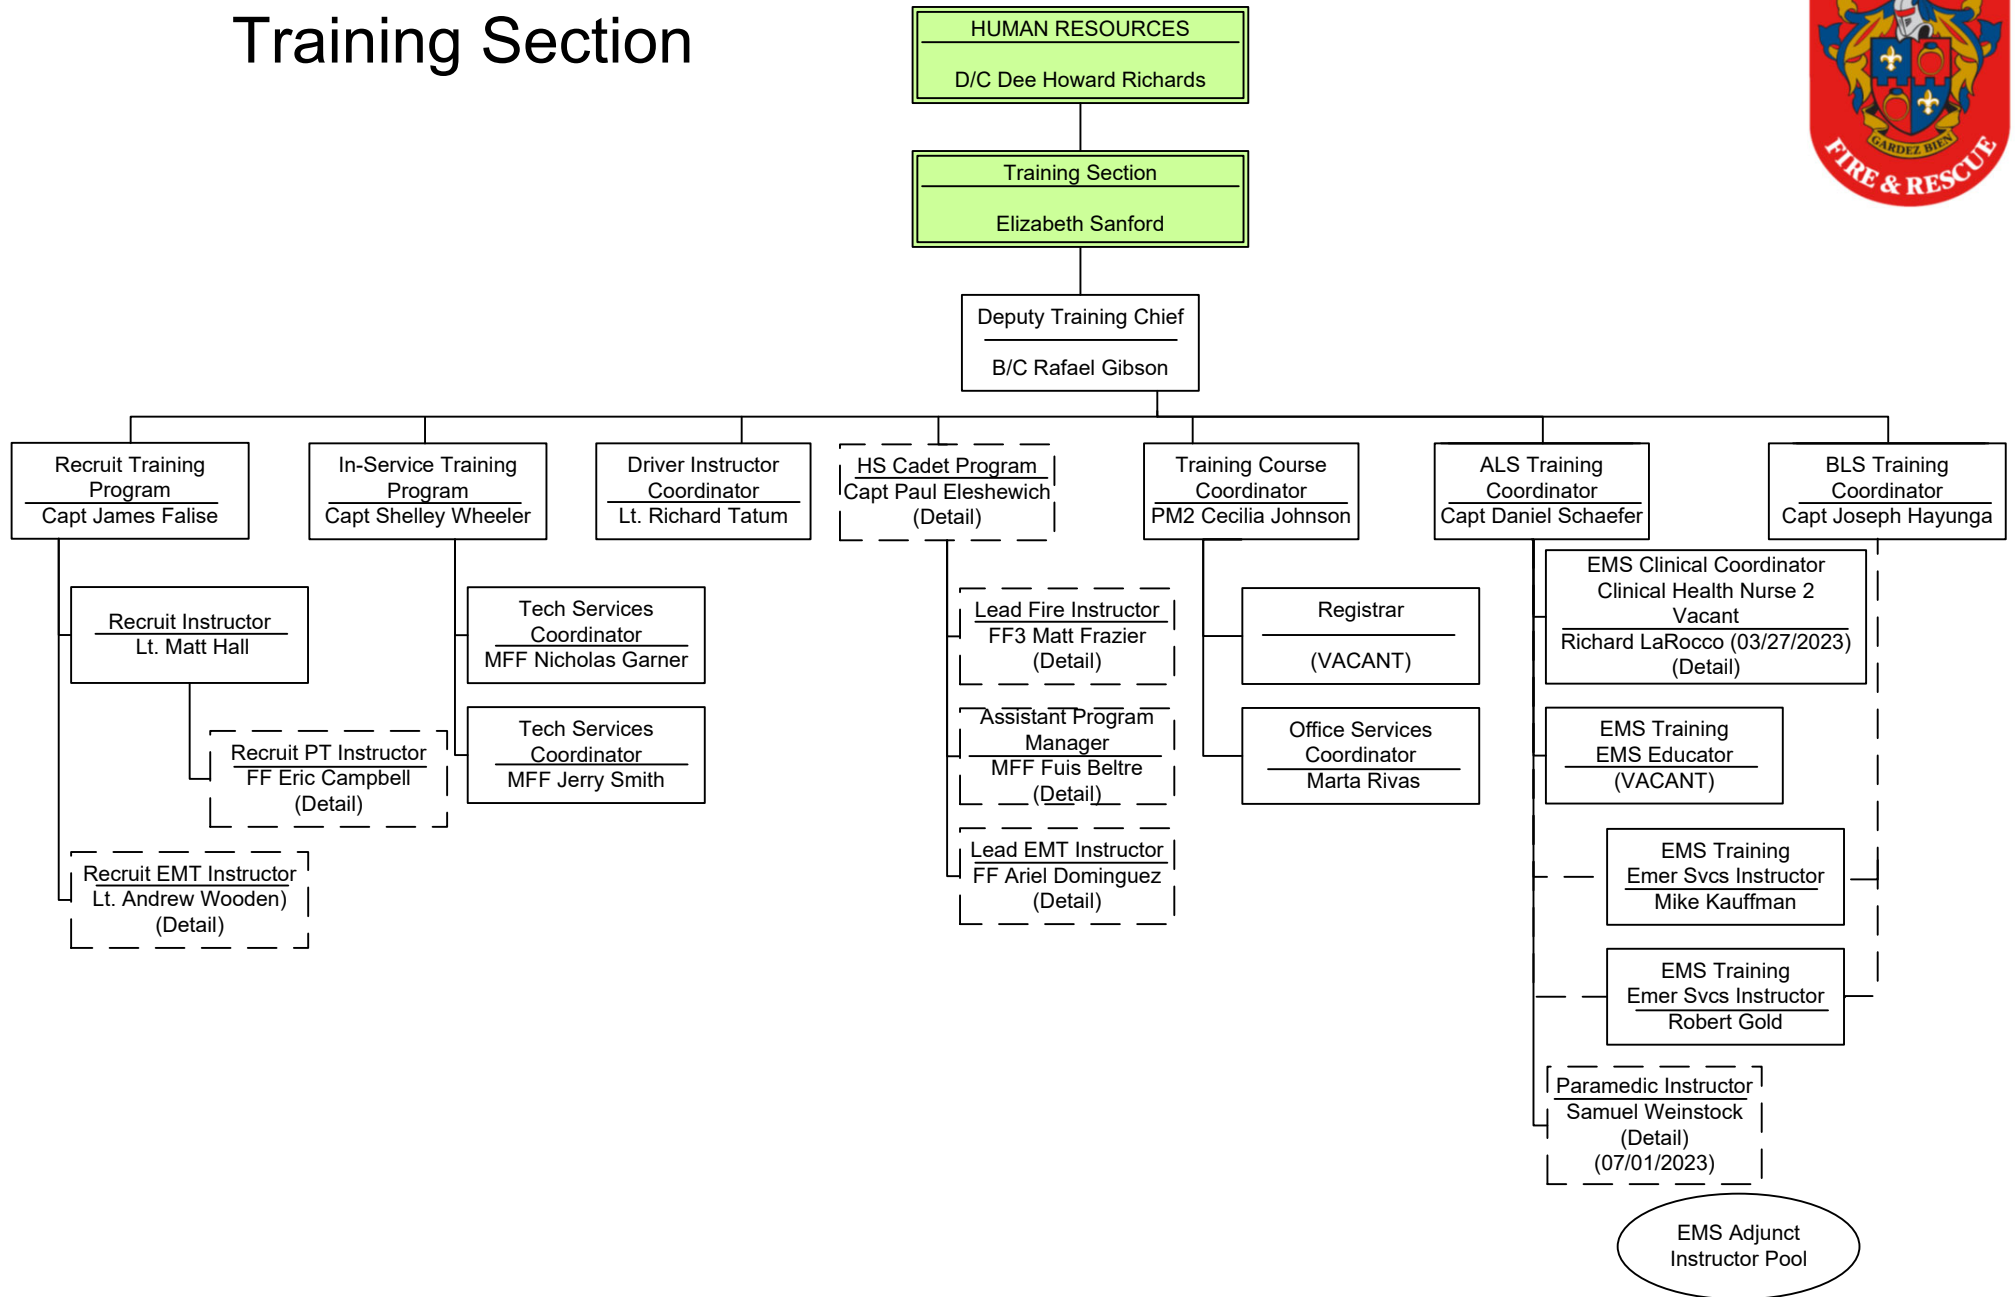 Training Section
HUMAN RESOURCES
D/C Dee Howard Richards
GARDEZ BIEN
FIRE & RESCUE
Training Section
Elizabeth Sanford
Deputy Training Chief
B/C Rafael Gibson
Recruit Training
Program
Capt James Falise
In-Service Training
Program
Capt Shelley Wheeler
Driver Instructor
Coordinator
Lt. Richard Tatum
HS Cadet Program
Capt Paul Eleshewich
(Detail)
Training Course
Coordinator
PM2 Cecilia Johnson
ALS Training
Coordinator
Capt Daniel Schaefer
BLS Training
Coordinator
Capt Joseph Hayunga
Recruit Instructor
Lt. Matt Hall
Recruit PT Instructor
FF Eric Campbell
(Detail)
Recruit EMT Instructor
Lt. Andrew Wooden)
(Detail)
Tech Services
Coordinator
MFF Nicholas Garner
Tech Services
Coordinator
MFF Jerry Smith
Lead Fire Instructor
FF3 Matt Frazier
(Detail)
Assistant Program
Manager
MFF Fuis Beltre
(Detail)
Lead EMT Instructor
FF Ariel Dominguez
(Detail)
Registrar
(VACANT)
Office Services
Coordinator
Marta Rivas
EMS Clinical Coordinator
Clinical Health Nurse 2
Vacant
Richard LaRocco (03/27/2023)
(Detail)
EMS Training
EMS Educator
(VACANT)
EMS Training
Emer Svcs Instructor
Mike Kauffman
EMS Training
Emer Svcs Instructor
Robert Gold
Paramedic Instructor
Samuel Weinstock
(Detail)
(07/01/2023)
EMS Adjunct
Instructor Pool